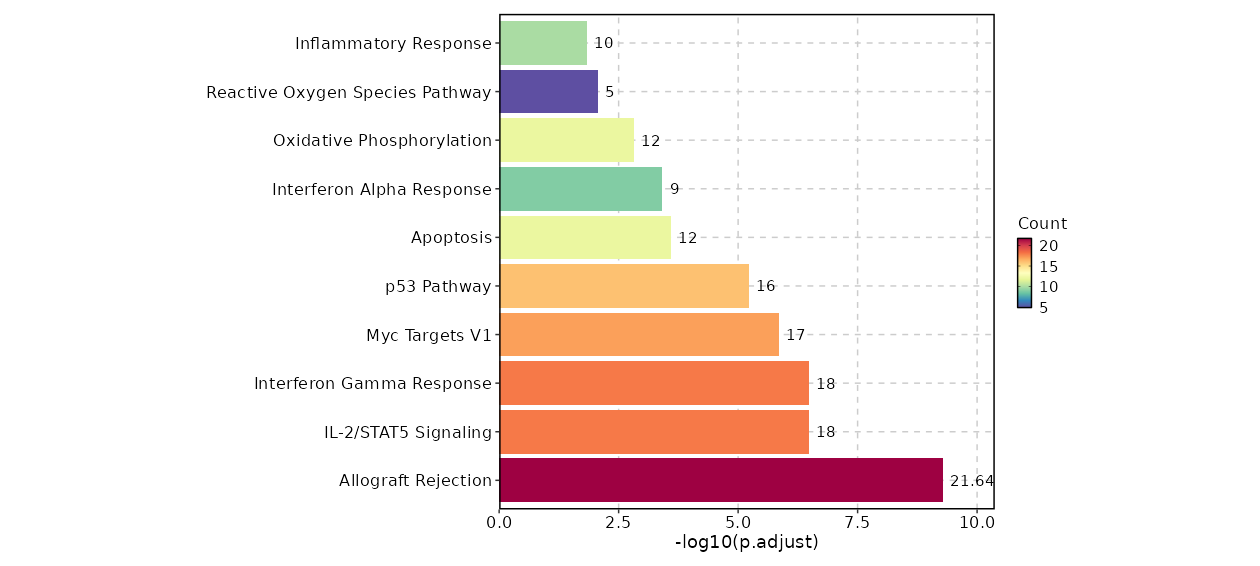 Inflammatory Response
10
Reactive Oxygen Species Pathway
5
Oxidative Phosphorylation
12
Interferon Alpha Response
9
Apoptosis
12
p53 Pathway
16
Myc Targets V1
17
Interferon Gamma Response
18
IL-2/STAT5 Signaling
18
Allograft Rejection
21.64
0.0 2.5 5.0 7.5 10.0
-log10(p.adjust)
Count
20
15
10
5